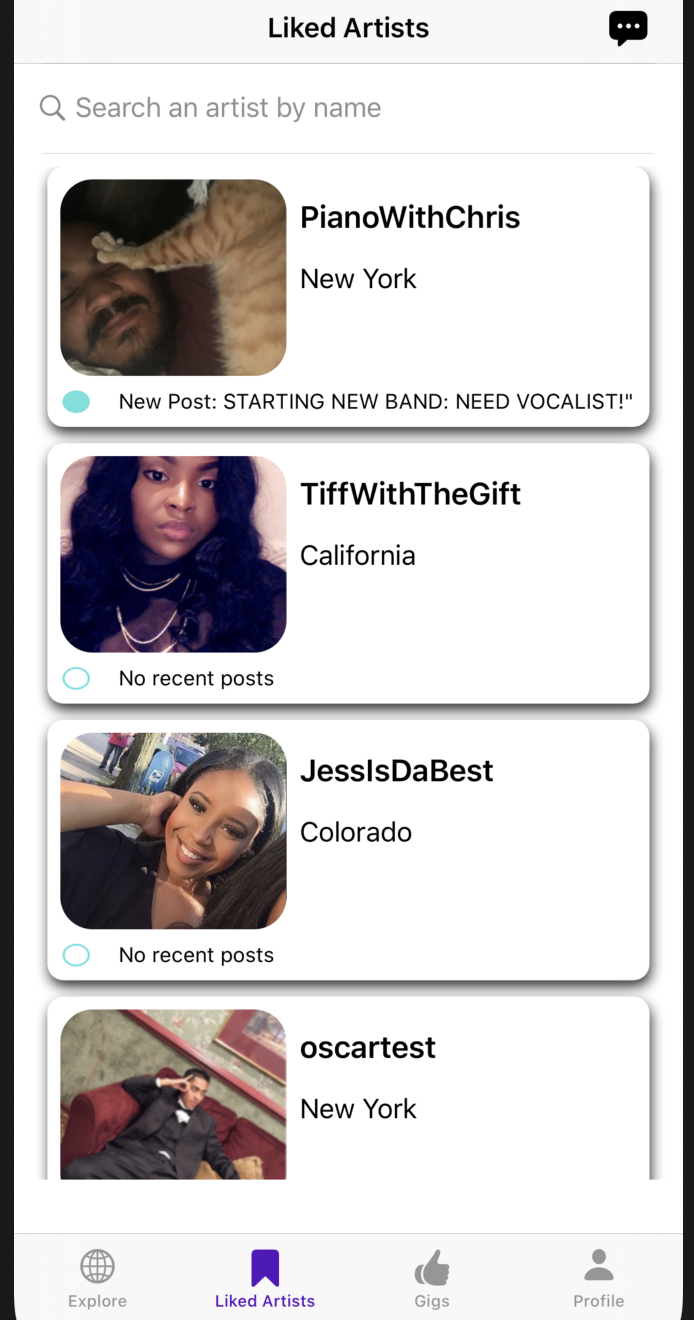 Liked Artists
Search an artist by name
PianoWithChris
New York
New Post: STARTING NEW BAND: NEED VOCALIST!"
TiffWithTheGift
California
No recent posts
JessIsDaBest
Colorado
No recent posts
oscartest
New York
Explore
Liked Artists
Gigs
Profile